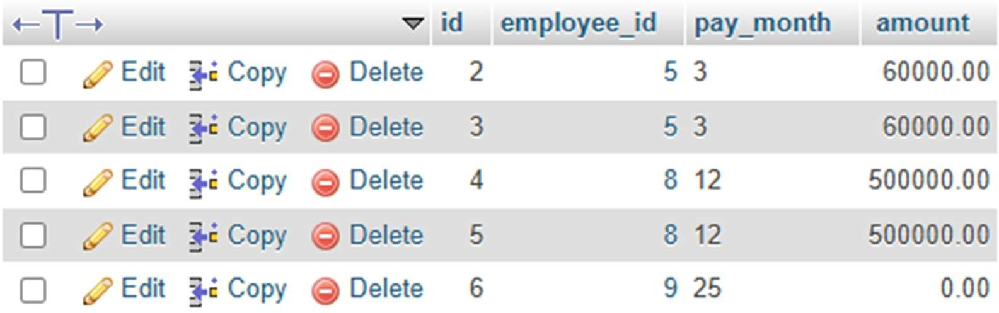 id employee_id pay_month amount
Edit Copy Delete 2 5 3 60000.00
Edit Copy Delete 3 5 3 60000.00
Edit Copy Delete 4 8 12 500000.00
Edit Copy Delete 5 8 12 500000.00
Edit Copy Delete 6 9 25 0.00